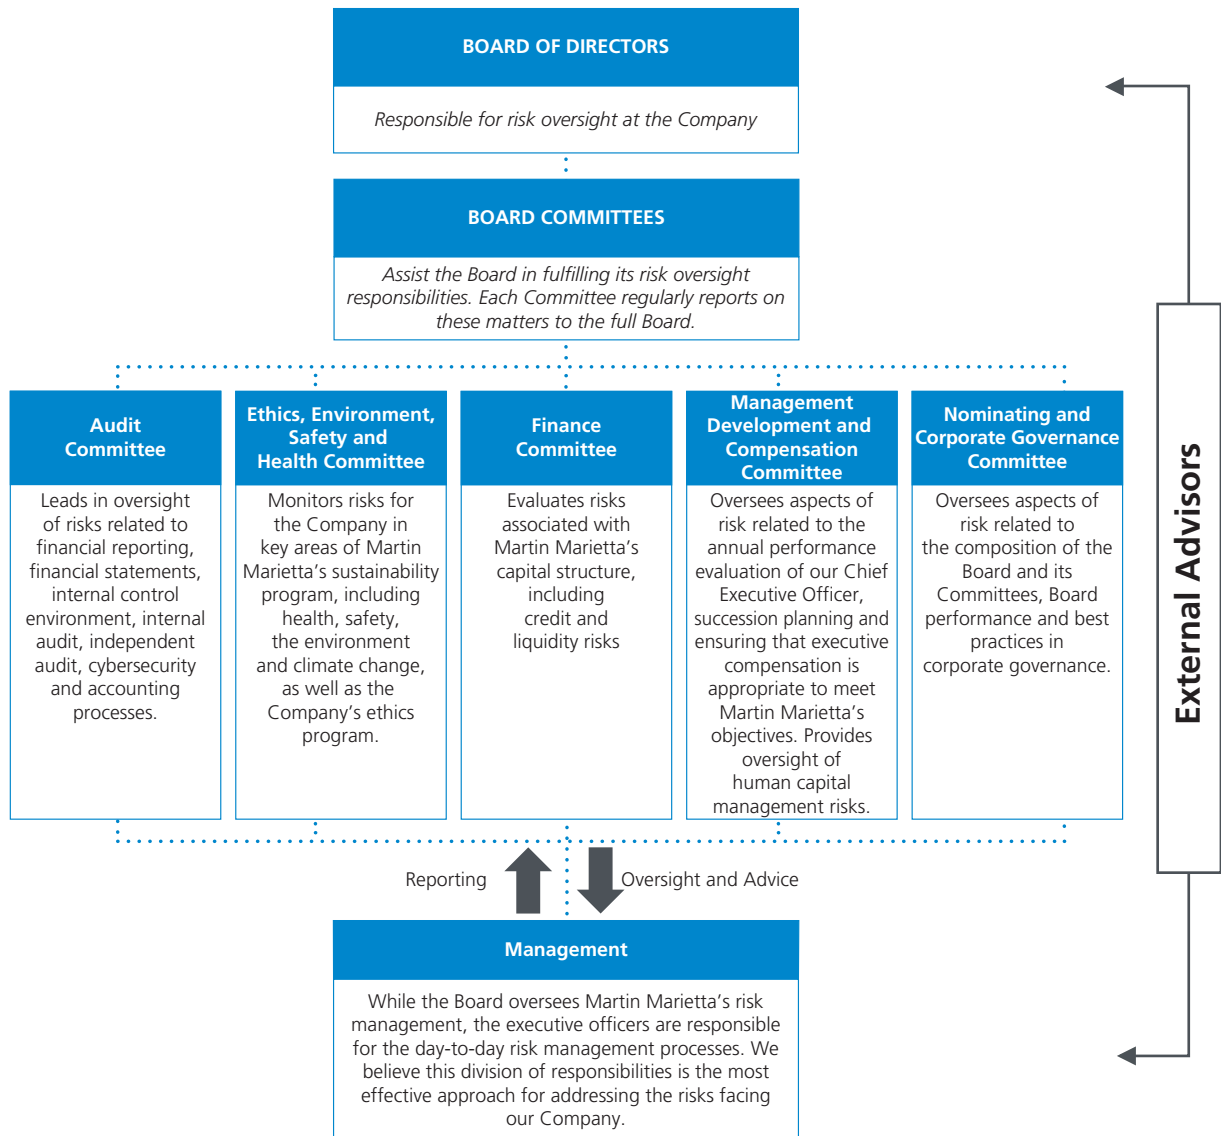 BOARD OF DIRECTORS
Responsible for risk oversight at the Company
BOARD COMMITTEES
Assist the Board in fulfilling its risk oversight
responsibilities. Each Committee regularly reports on
these matters to the full Board.
Audit
Committee
Leads in oversight
of risks related to
financial reporting,
financial statements,
internal control
environment, internal
audit, independent
audit, cybersecurity
and accounting
processes.
Ethics, Environment,
Safety and
Health Committee
Monitors risks for
the Company in
key areas of Martin
Marietta’s sustainability
program, including
health, safety,
the environment
and climate change,
as well as the
Company’s ethics
program.
Finance
Committee
Evaluates risks
associated with
Martin Marietta’s
capital structure,
including
credit and
liquidity risks
Management
Development and
Compensation
Committee
Oversees aspects of
risk related to the
annual performance
evaluation of our Chief
Executive Officer,
succession planning and
ensuring that executive
compensation is
appropriate to meet
Martin Marietta’s
objectives. Provides
oversight of
human capital
management risks.
Nominating and
Corporate Governance
Committee
Oversees aspects of
risk related to
the composition of the
Board and its
Committees, Board
performance and best
practices in
corporate governance.
External Advisors
Reporting
Oversight and Advice
Management
While the Board oversees Martin Marietta’s risk
management, the executive officers are responsible
for the day-to-day risk management processes. We
believe this division of responsibilities is the most
effective approach for addressing the risks facing
our Company.